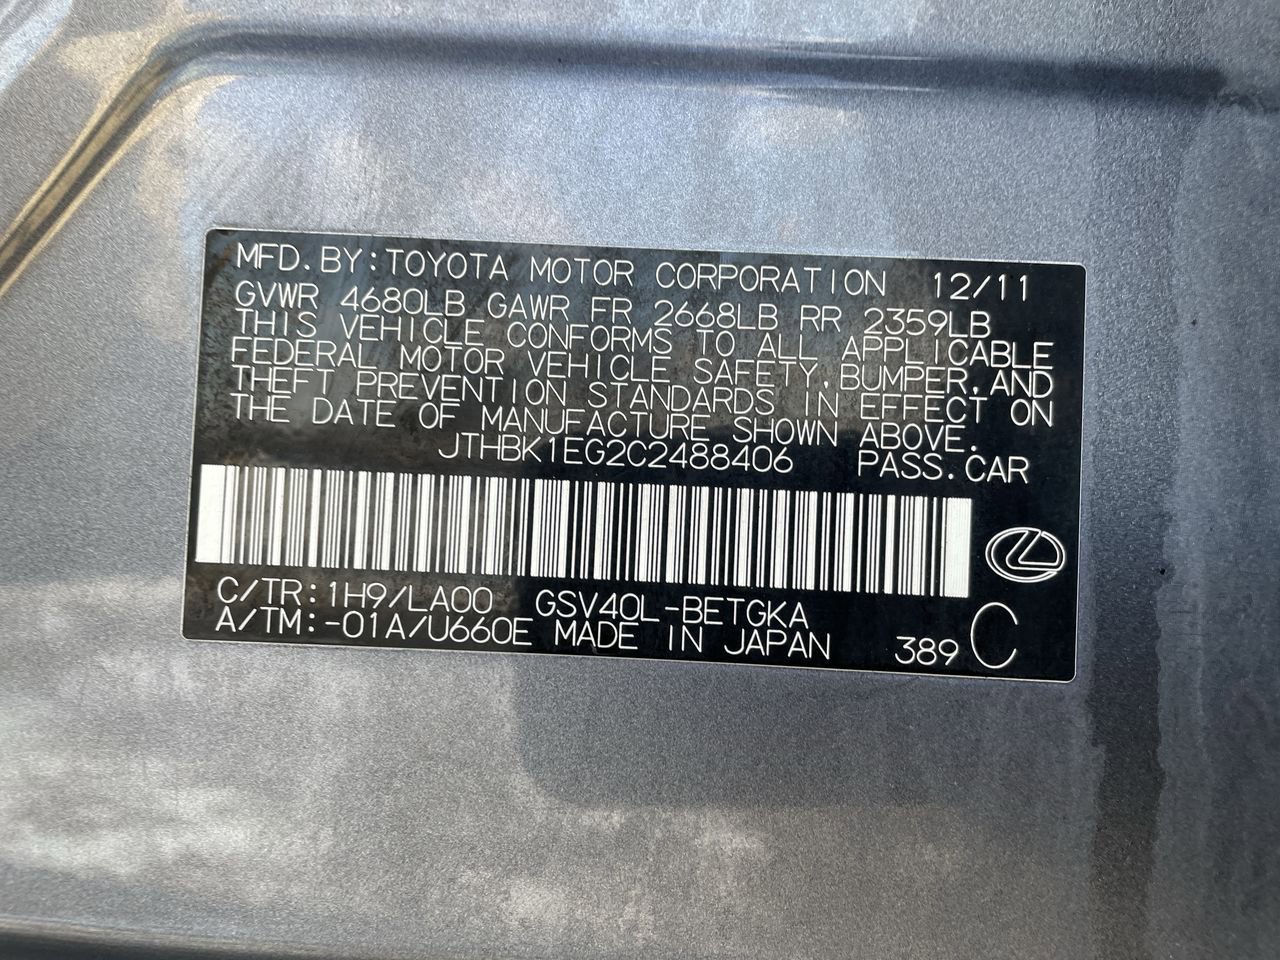 MFD.BY:TOYOTA MOTOR CORPORATION 12/11
GVWR 4680LB GAWR FR 2668LB RR 2359LB
THIS VEHICLE CONFORMS TO ALL APPLICABLE
FEDERAL MOTOR VEHICLE SAFETY,BUMPER,AND
THEFT PREVENTION STANDARDS IN EFFECT ON
THE DATE OF MANUFACTURE SHOWN ABOVE.
JTHBK1EG2C2488406 PASS.CAR
C/TR:1H9/LA00 GSV40L-BETGKA
A/TM:-01A/U660E MADE IN JAPAN 389 C